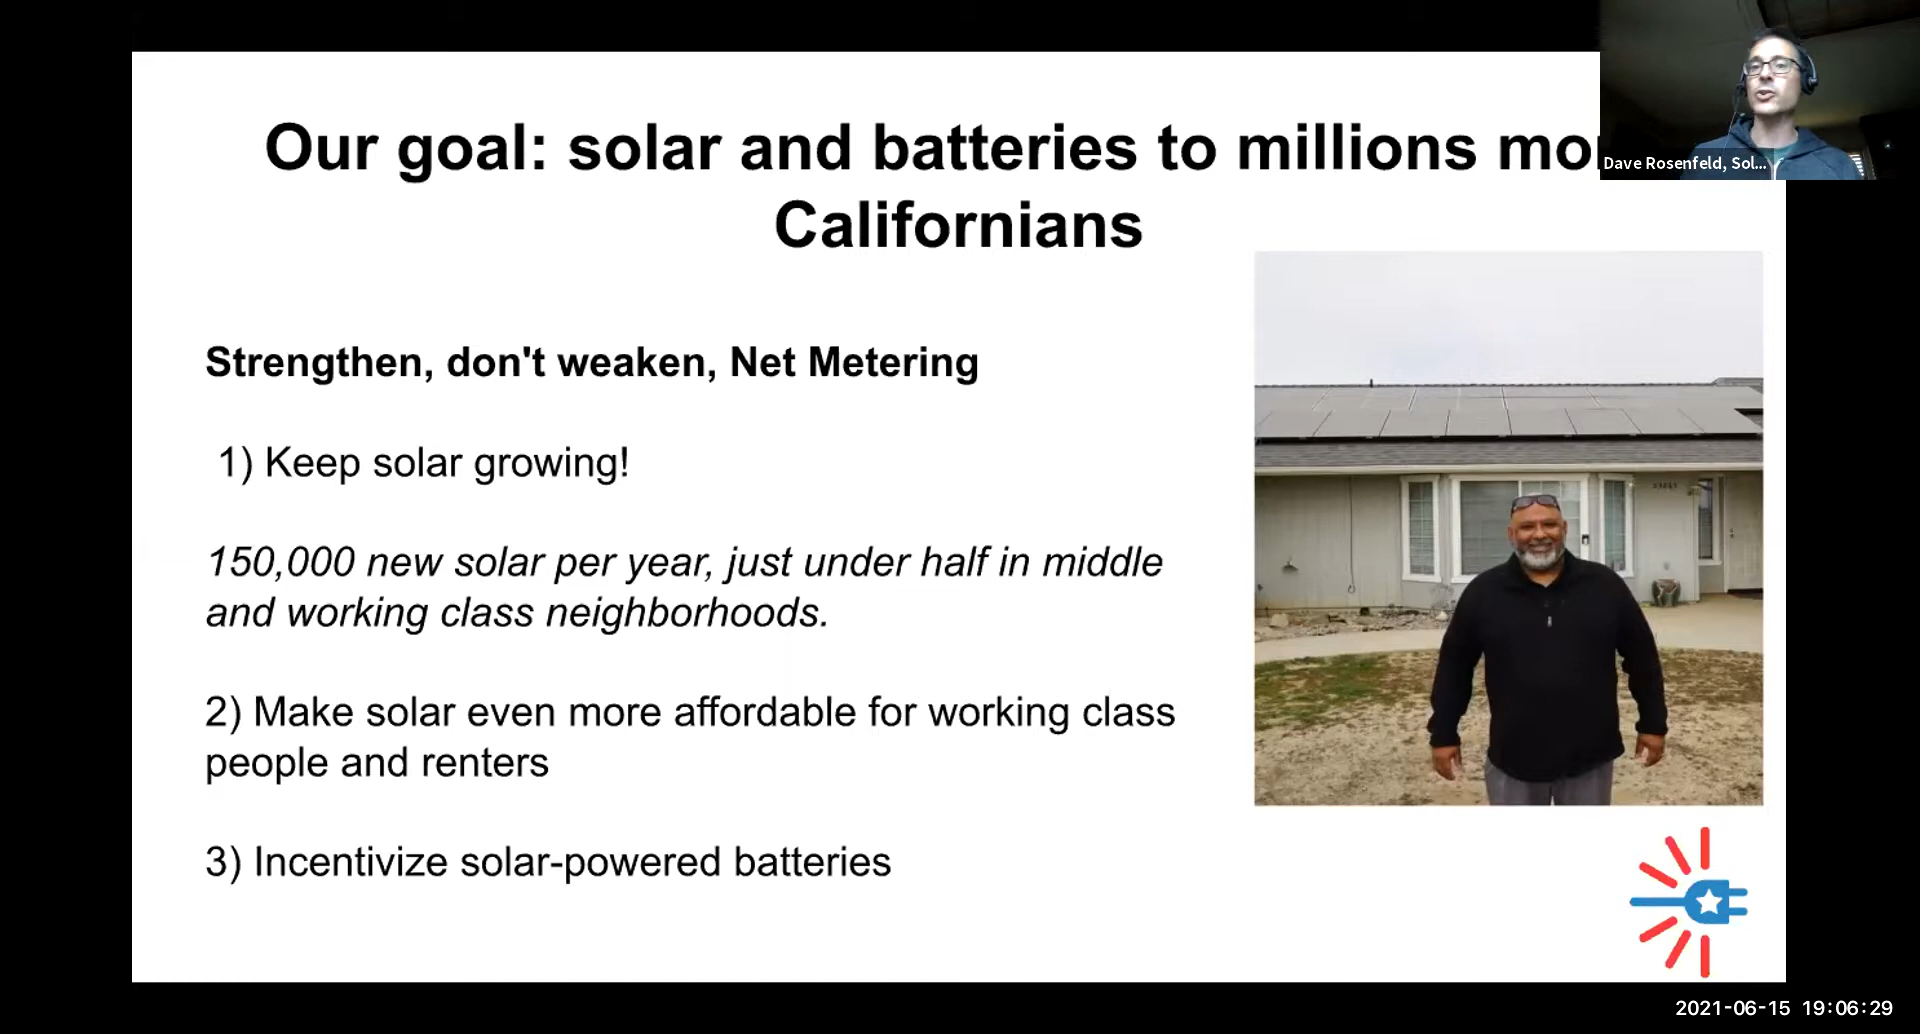 Our goal: solar and batteries to millions mo
Californians
Dave Rosenfeld, Sol...
Strengthen, don't weaken, Net Metering
1) Keep solar growing!
150,000 new solar per year, just under half in middle
and working class neighborhoods.
2) Make solar even more affordable for working class
people and renters
3) Incentivize solar-powered batteries
2021-06-15 19:06:29